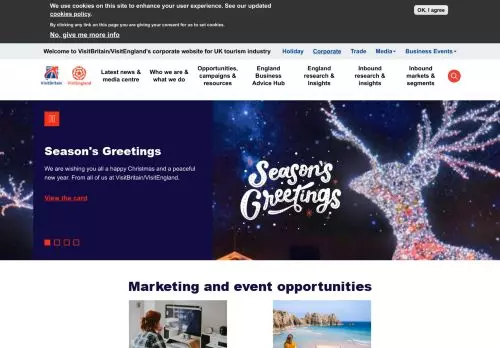 We use cookies on this site to enhance your user experience. See our updated
cookies policy.
By clicking any link on this page you are giving your consent for us to set cookies.
No, give me more info
OK, I agree
Welcome to VisitBritain/VisitEngland's corporate website for UK tourism industry
Holiday
Corporate
Trade
Media
Business Events
VisitBritain
VisitEngland
Latest news &
media centre
Who we are &
what we do
Opportunities,
campaigns &
resources
England
Business
Advice Hub
England
research &
Insights
Inbound
research &
insights
Inbound
markets &
segments
Season's Greetings
We are wishing you all a happy Christmas and a peaceful
new year. From all of us at VisitBritain/VisitEngland.
View the card
Season's
Greetings
Marketing and event opportunities